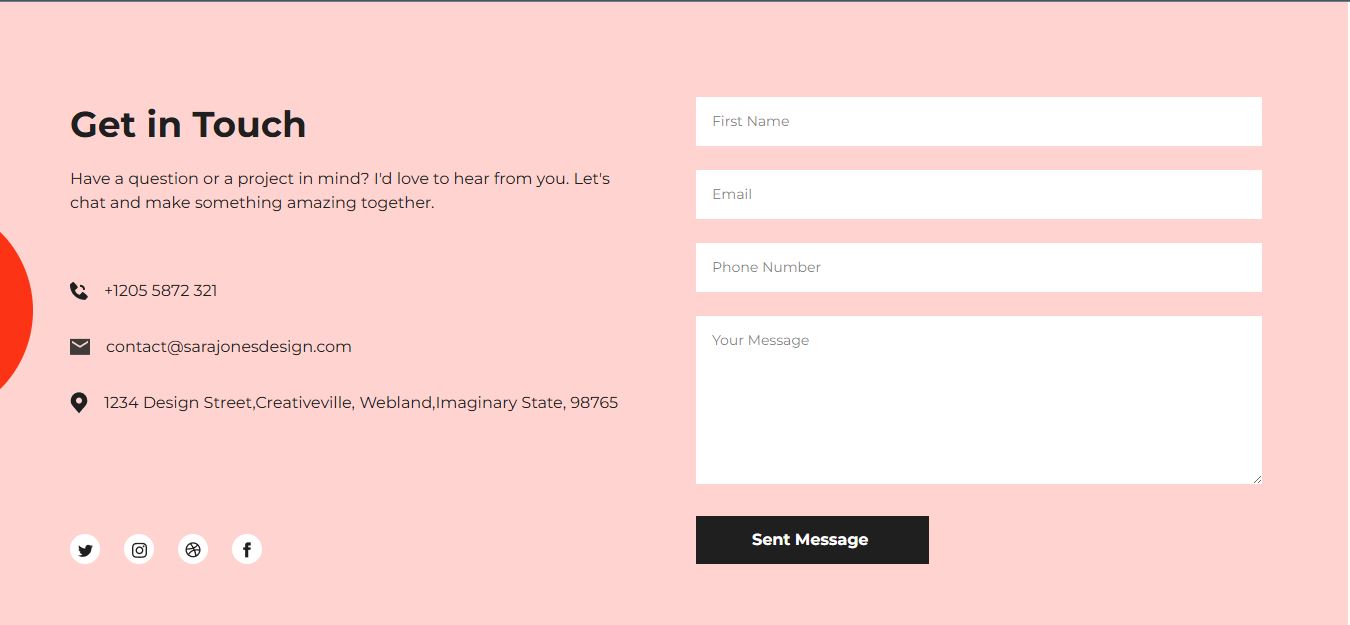 Get in Touch
Have a question or a project in mind? I'd love to hear from you. Let's
chat and make something amazing together.
+1205 5872 321
contact@sarajonesdesign.com
1234 Design Street,Creativeville, Webland,Imaginary State, 98765
First Name
Email
Phone Number
Your Message
Sent Message